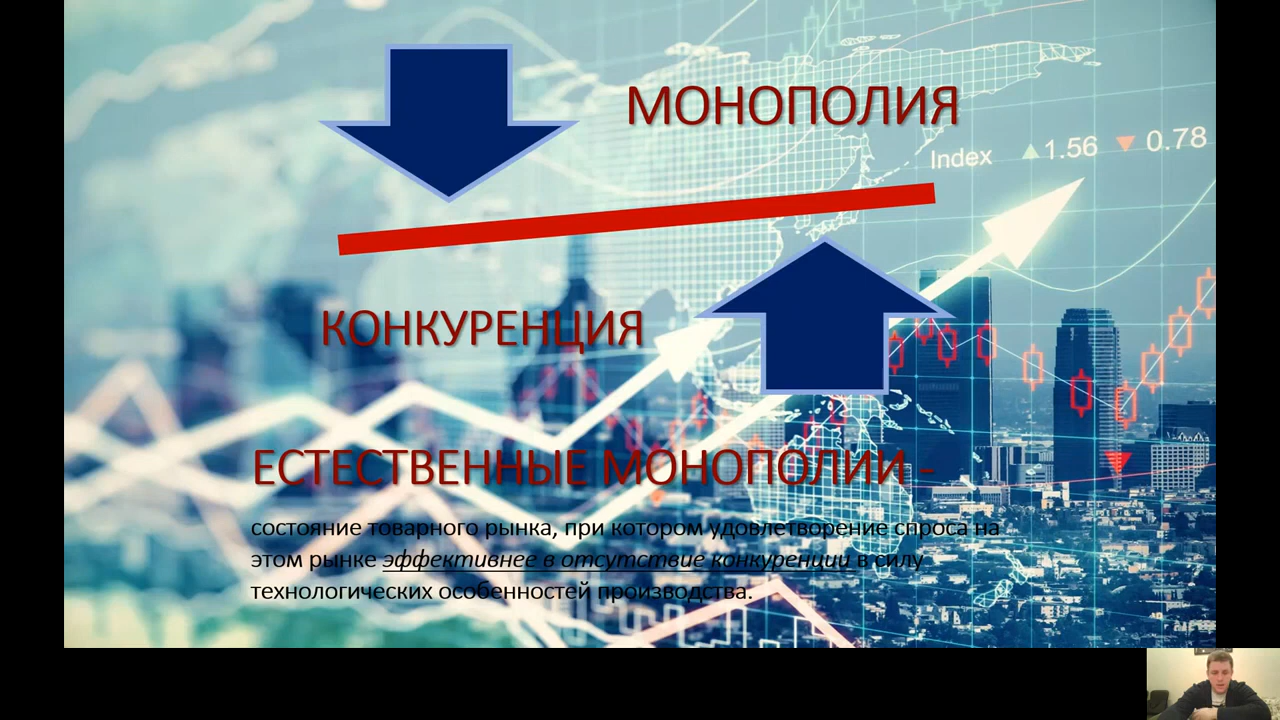 МОНОПОЛИЯ
Index ▲1.56 ▼0.78
КОНКУРЕНЦИЯ
ЕСТЕСТВЕННЫЕ МОНОПОЛИИ -
состояние товарного рынка, при котором удовлетворение спроса на
этом рынке эффективнее в отсутствие конкуренции в силу
технологических особенностей производства.